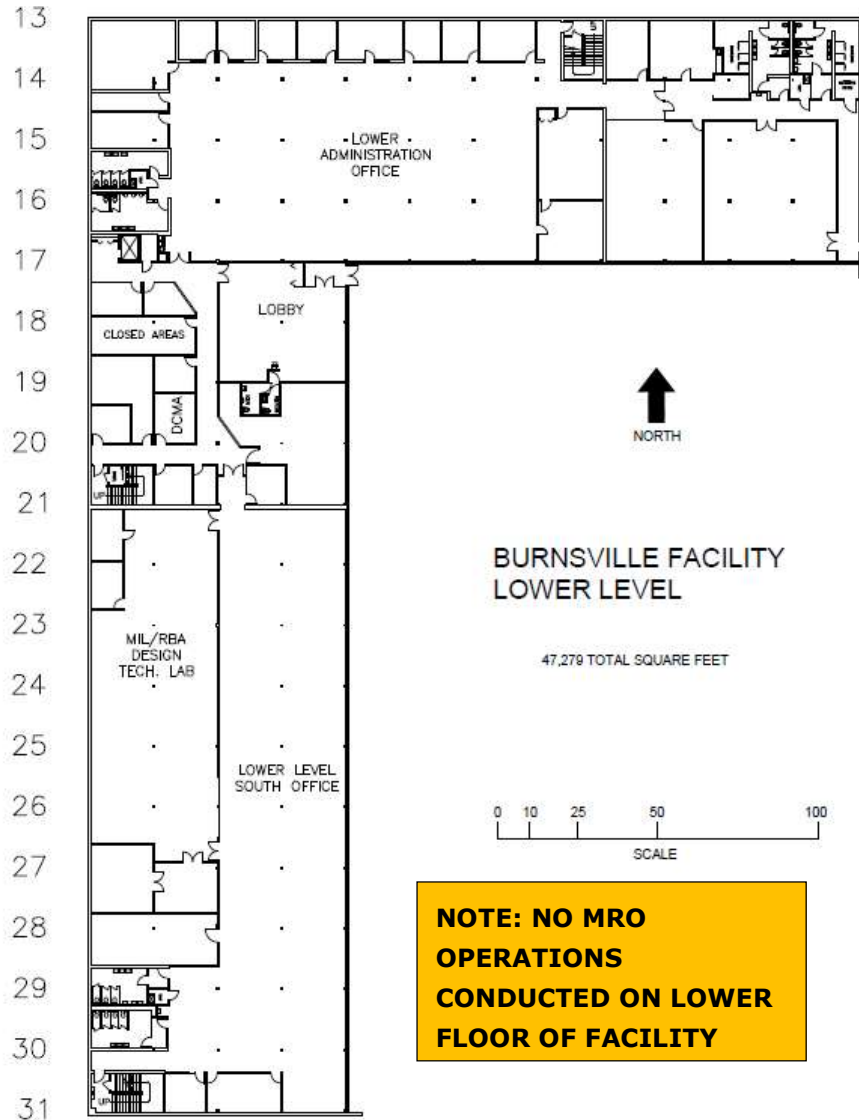 13
14
15
16
17
18
19
20
21
22
23
24
25
26
27
28
29
30
31
UP
LOWER
ADMINISTRATION
OFFICE
LOBBY
CLOSED AREAS
DCMA
UP
NORTH
BURNSVILLE FACILITY
LOWER LEVEL
47,279 TOTAL SQUARE FEET
MIL/RBA
DESIGN
TECH. LAB
LOWER LEVEL
SOUTH OFFICE
0 10 25 50 100
SCALE
NOTE: NO MRO
OPERATIONS
CONDUCTED ON LOWER
FLOOR OF FACILITY
UP